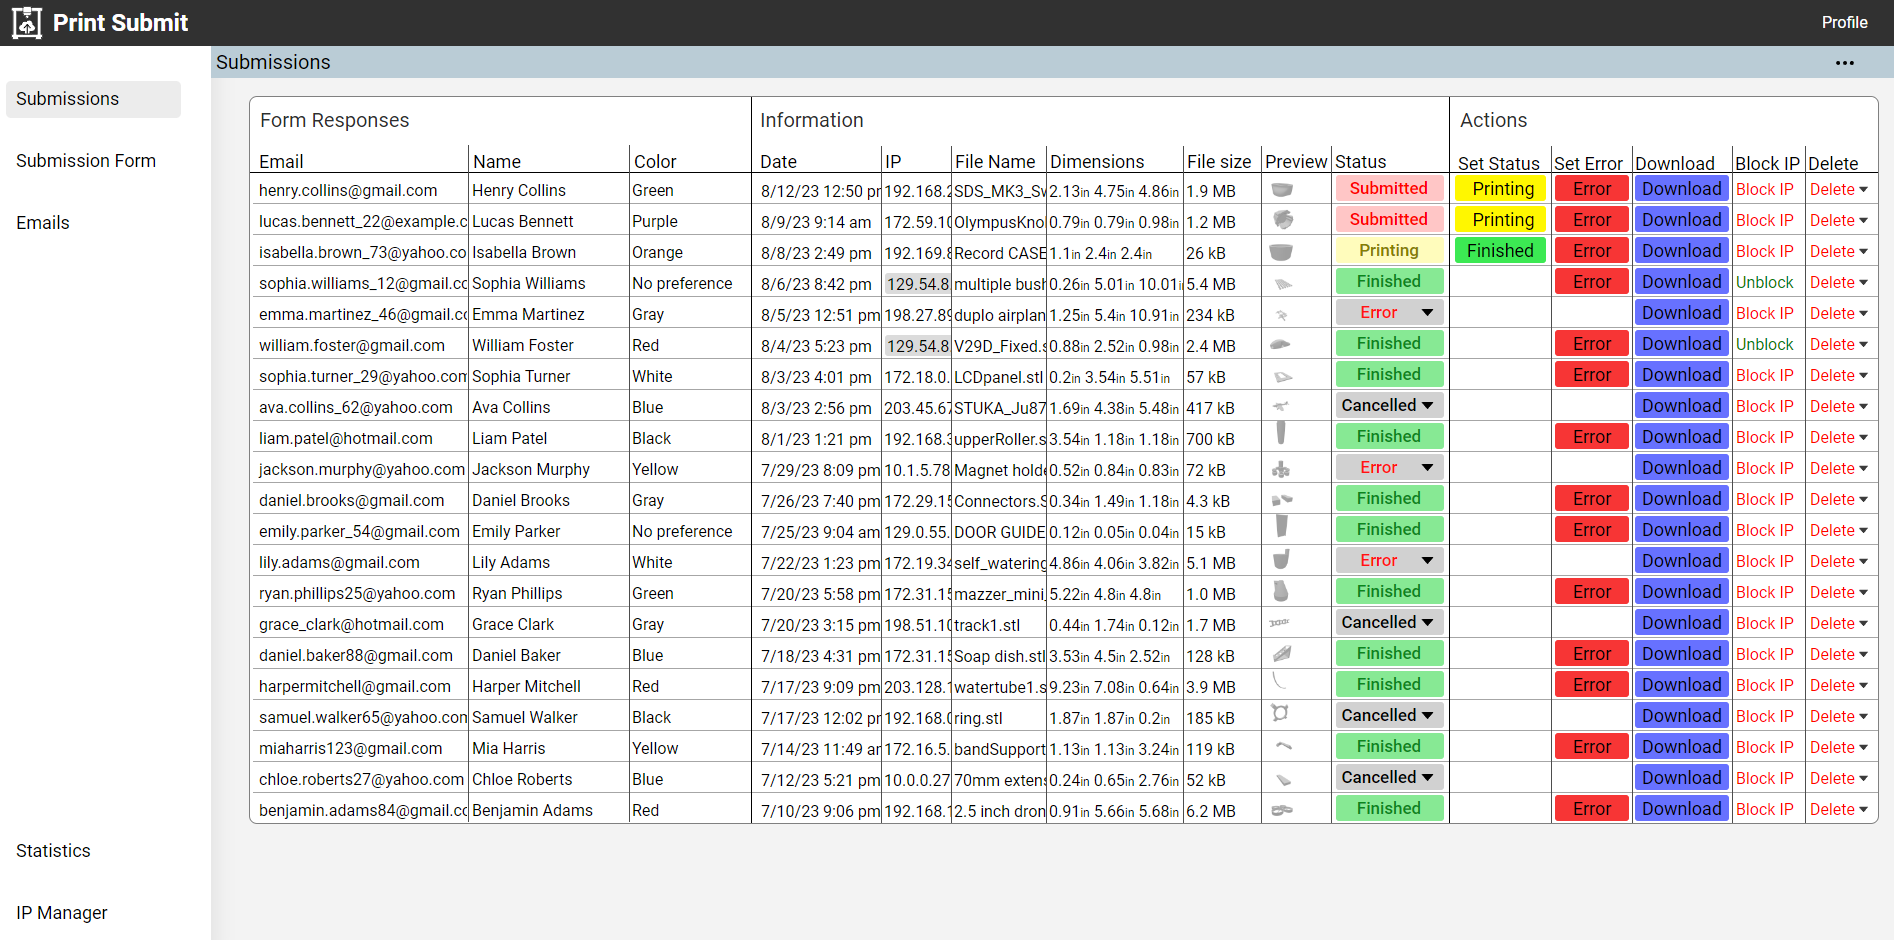 Print Submit
Profile
Submissions
Submissions
Submission Form
Emails
Statistics
IP Manager
Form Responses Information Actions
Email Name Color Date IP File Name Dimensions File size Preview Status Set Status Set Error Download Block IP Delete
henry.collins@gmail.com Henry Collins Green 8/12/23 12:50 pr 192.168.2 SDS_MK3_Sw 2.13in 4.75in 4.86in 1.9 MB Submitted Printing Error Download Block IP Delete
lucas.bennett_22@example.c Lucas Bennett Purple 8/9/23 9:14 am 172.59.10 OlympusKno 0.79in 0.79in 0.98in 1.2 MB Submitted Printing Error Download Block IP Delete
isabella.brown_73@yahoo.co Isabella Brown Orange 8/8/23 2:49 pm 192.169.8 Record CASE 1.1in 2.4in 2.4in 26 kB Printing Finished Error Download Block IP Delete
sophia.williams_12@gmail.cc Sophia Williams No preference 8/6/23 8:42 pm 129.54.8 multiple bush 0.26in 5.01in 10.01in 5.4 MB Finished Error Download Unblock Delete
emma.martinez_46@gmail.cc Emma Martinez Gray 8/5/23 12:51 pm 198.27.89 duplo airplan 1.25in 5.4in 10.91in 234 kB Error Download Block IP Delete
william.foster@gmail.com William Foster Red 8/4/23 5:23 pm 129.54.8 V29D_Fixed.s 0.88in 2.52in 0.98in 2.4 MB Finished Error Download Unblock Delete
sophia.turner_29@yahoo.com Sophia Turner White 8/3/23 4:01 pm 172.18.0. LCDpanel.stl 0.2in 3.54in 5.51in 57 kB Finished Error Download Block IP Delete
ava.collins_62@yahoo.com Ava Collins Blue 8/3/23 2:56 pm 203.45.67 STUKA_Ju87 1.69in 4.38in 5.48in 417 kB Cancelled Download Block IP Delete
liam.patel@hotmail.com Liam Patel Black 8/1/23 1:21 pm 192.168.3 upperRoller.s 3.54in 1.18in 1.18in 700 kB Finished Error Download Block IP Delete
jackson.murphy@yahoo.com Jackson Murphy Yellow 7/29/23 8:09 pm 10.1.5.78 Magnet holde 0.52in 0.84in 0.83in 72 kB Error Download Block IP Delete
daniel.brooks@gmail.com Daniel Brooks Gray 7/26/23 7:40 pm 172.29.15 Connectors.S 0.34in 1.49in 1.18in 4.3 kB Finished Error Download Block IP Delete
emily.parker_54@gmail.com Emily Parker No preference 7/25/23 9:04 am 129.0.55. DOOR GUIDE 0.12in 0.05in 0.04in 15 kB Finished Error Download Block IP Delete
lily.adams@gmail.com Lily Adams White 7/22/23 1:23 pm 172.19.34 self_watering 4.86in 4.06in 3.82in 5.1 MB Error Download Block IP Delete
ryan.phillips25@yahoo.com Ryan Phillips Green 7/20/23 5:58 pm 172.31.15 mazzer_mini_ 5.22in 4.8in 4.8in 1.0 MB Finished Error Download Block IP Delete
grace_clark@hotmail.com Grace Clark Gray 7/20/23 3:15 pm 198.51.10 track1.stl 0.44in 1.74in 0.12in 1.7 MB Cancelled Download Block IP Delete
daniel.baker88@gmail.com Daniel Baker Blue 7/18/23 4:31 pm 172.31.15 Soap dish.stl 3.53in 4.5in 2.52in 128 kB Finished Error Download Block IP Delete
harpermitchell@gmail.com Harper Mitchell Red 7/17/23 9:09 pm 203.128.1 watertube1.s 9.23in 7.08in 0.64in 3.9 MB Finished Error Download Block IP Delete
samuel.walker65@yahoo.com Samuel Walker Black 7/17/23 12:02 pr 192.168.0 ring.stl 1.87in 1.87in 0.2in 185 kB Cancelled Download Block IP Delete
miaharris123@gmail.com Mia Harris Yellow 7/14/23 11:49 ar 172.16.5. bandSupport 1.13in 1.13in 3.24in 119 kB Finished Error Download Block IP Delete
chloe.roberts27@yahoo.com Chloe Roberts Blue 7/12/23 5:21 pm 10.0.0.27 70mm extens 0.24in 0.65in 2.76in 52 kB Cancelled Download Block IP Delete
benjamin.adams84@gmail.cc Benjamin Adams Red 7/10/23 9:06 pm 192.168.1 2.5 inch dron 0.91in 5.66in 5.68in 6.2 MB Finished Error Download Block IP Delete